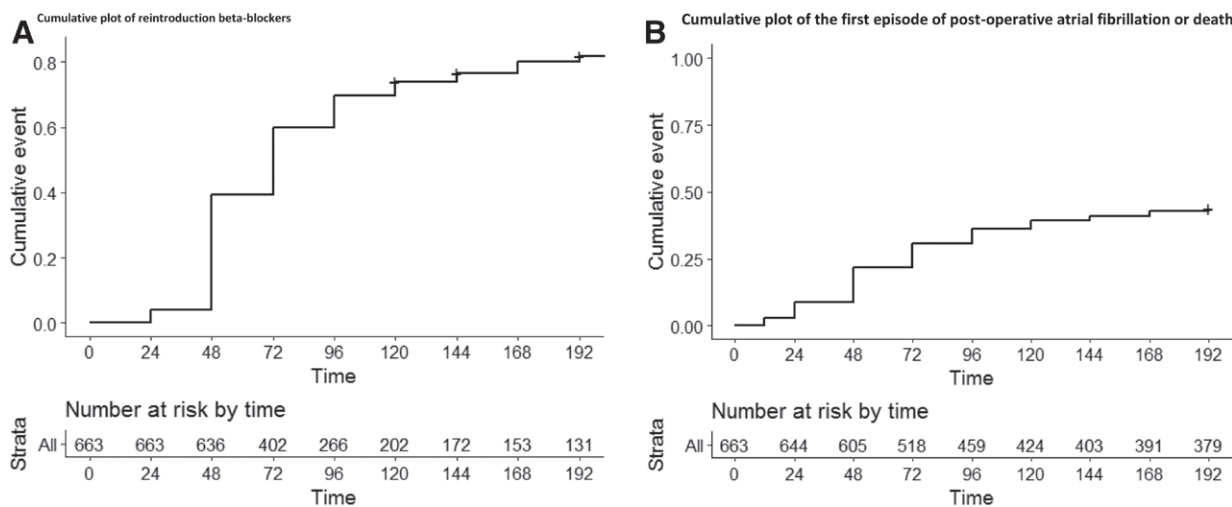 A Cumulative plot of reintroduction beta-blockers
Cumulative event
0.8
0.6
0.4
0.2
0.0
0 24 48 72 96 120 144 168 192
Time
Number at risk by time
Strata
All 663 663 636 402 266 202 172 153 131
0 24 48 72 96 120 144 168 192
Time
B Cumulative plot of the first episode of post-operative atrial fibrillation or death
Cumulative event
1.00
0.75
0.50
0.25
0.00
0 24 48 72 96 120 144 168 192
Time
Number at risk by time
Strata
All 663 644 605 518 459 424 403 391 379
0 24 48 72 96 120 144 168 192
Time